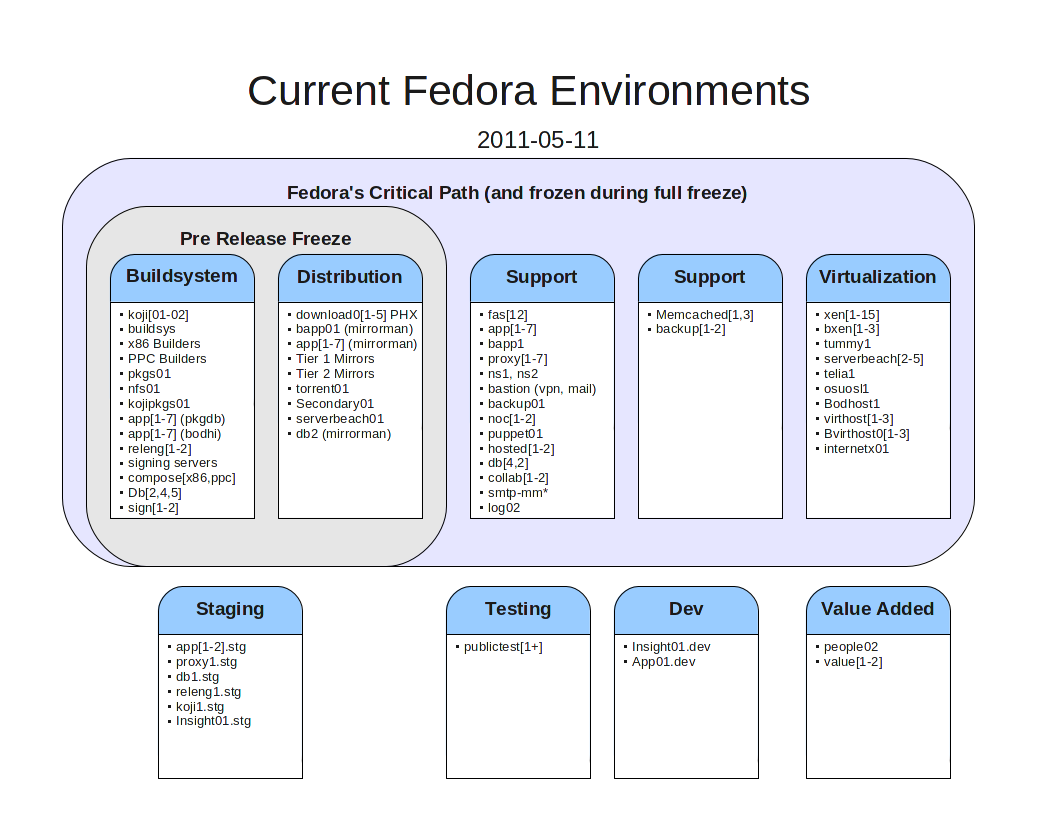 Current Fedora Environments
2011-05-11
Fedora's Critical Path (and frozen during full freeze)
Pre Release Freeze
Buildsystem
▪ koji[01-02]
▪ buildsys
▪ x86 Builders
▪ PPC Builders
▪ pkgs01
▪ nfs01
▪ kojipkgs01
▪ app[1-7] (pkgdb)
▪ app[1-7] (bodhi)
▪ releng[1-2]
▪ signing servers
▪ compose[x86,ppc]
▪ Db[2,4,5]
▪ sign[1-2]
Distribution
▪ download0[1-5] PHX
▪ bapp01 (mirrorman)
▪ app[1-7] (mirrorman)
▪ Tier 1 Mirrors
▪ Tier 2 Mirrors
▪ torrent01
▪ Secondary01
▪ serverbeach01
▪ db2 (mirrorman)
Support
▪ fas[12]
▪ app[1-7]
▪ bapp1
▪ proxy[1-7]
▪ ns1, ns2
▪ bastion (vpn, mail)
▪ backup01
▪ noc[1-2]
▪ puppet01
▪ hosted[1-2]
▪ db[4,2]
▪ collab[1-2]
▪ smtp-mm*
▪ log02
Support
▪ Memcached[1,3]
▪ backup[1-2]
Virtualization
▪ xen[1-15]
▪ bxen[1-3]
▪ tummy1
▪ serverbeach[2-5]
▪ telia1
▪ osuosl1
▪ Bodhost1
▪ virthost[1-3]
▪ Bvirthost0[1-3]
▪ internetx01
Staging
▪ app[1-2].stg
▪ proxy1.stg
▪ db1.stg
▪ releng1.stg
▪ koji1.stg
▪ Insight01.stg
Testing
▪ publictest[1+]
Dev
▪ Insight01.dev
▪ App01.dev
Value Added
▪ people02
▪ value[1-2]